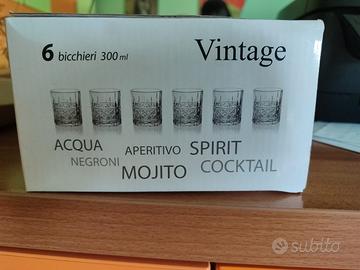 6 bicchieri 300 ml Vintage
ACQUA APERITIVO SPIRIT
NEGRONI MOJITO COCKTAIL
subito